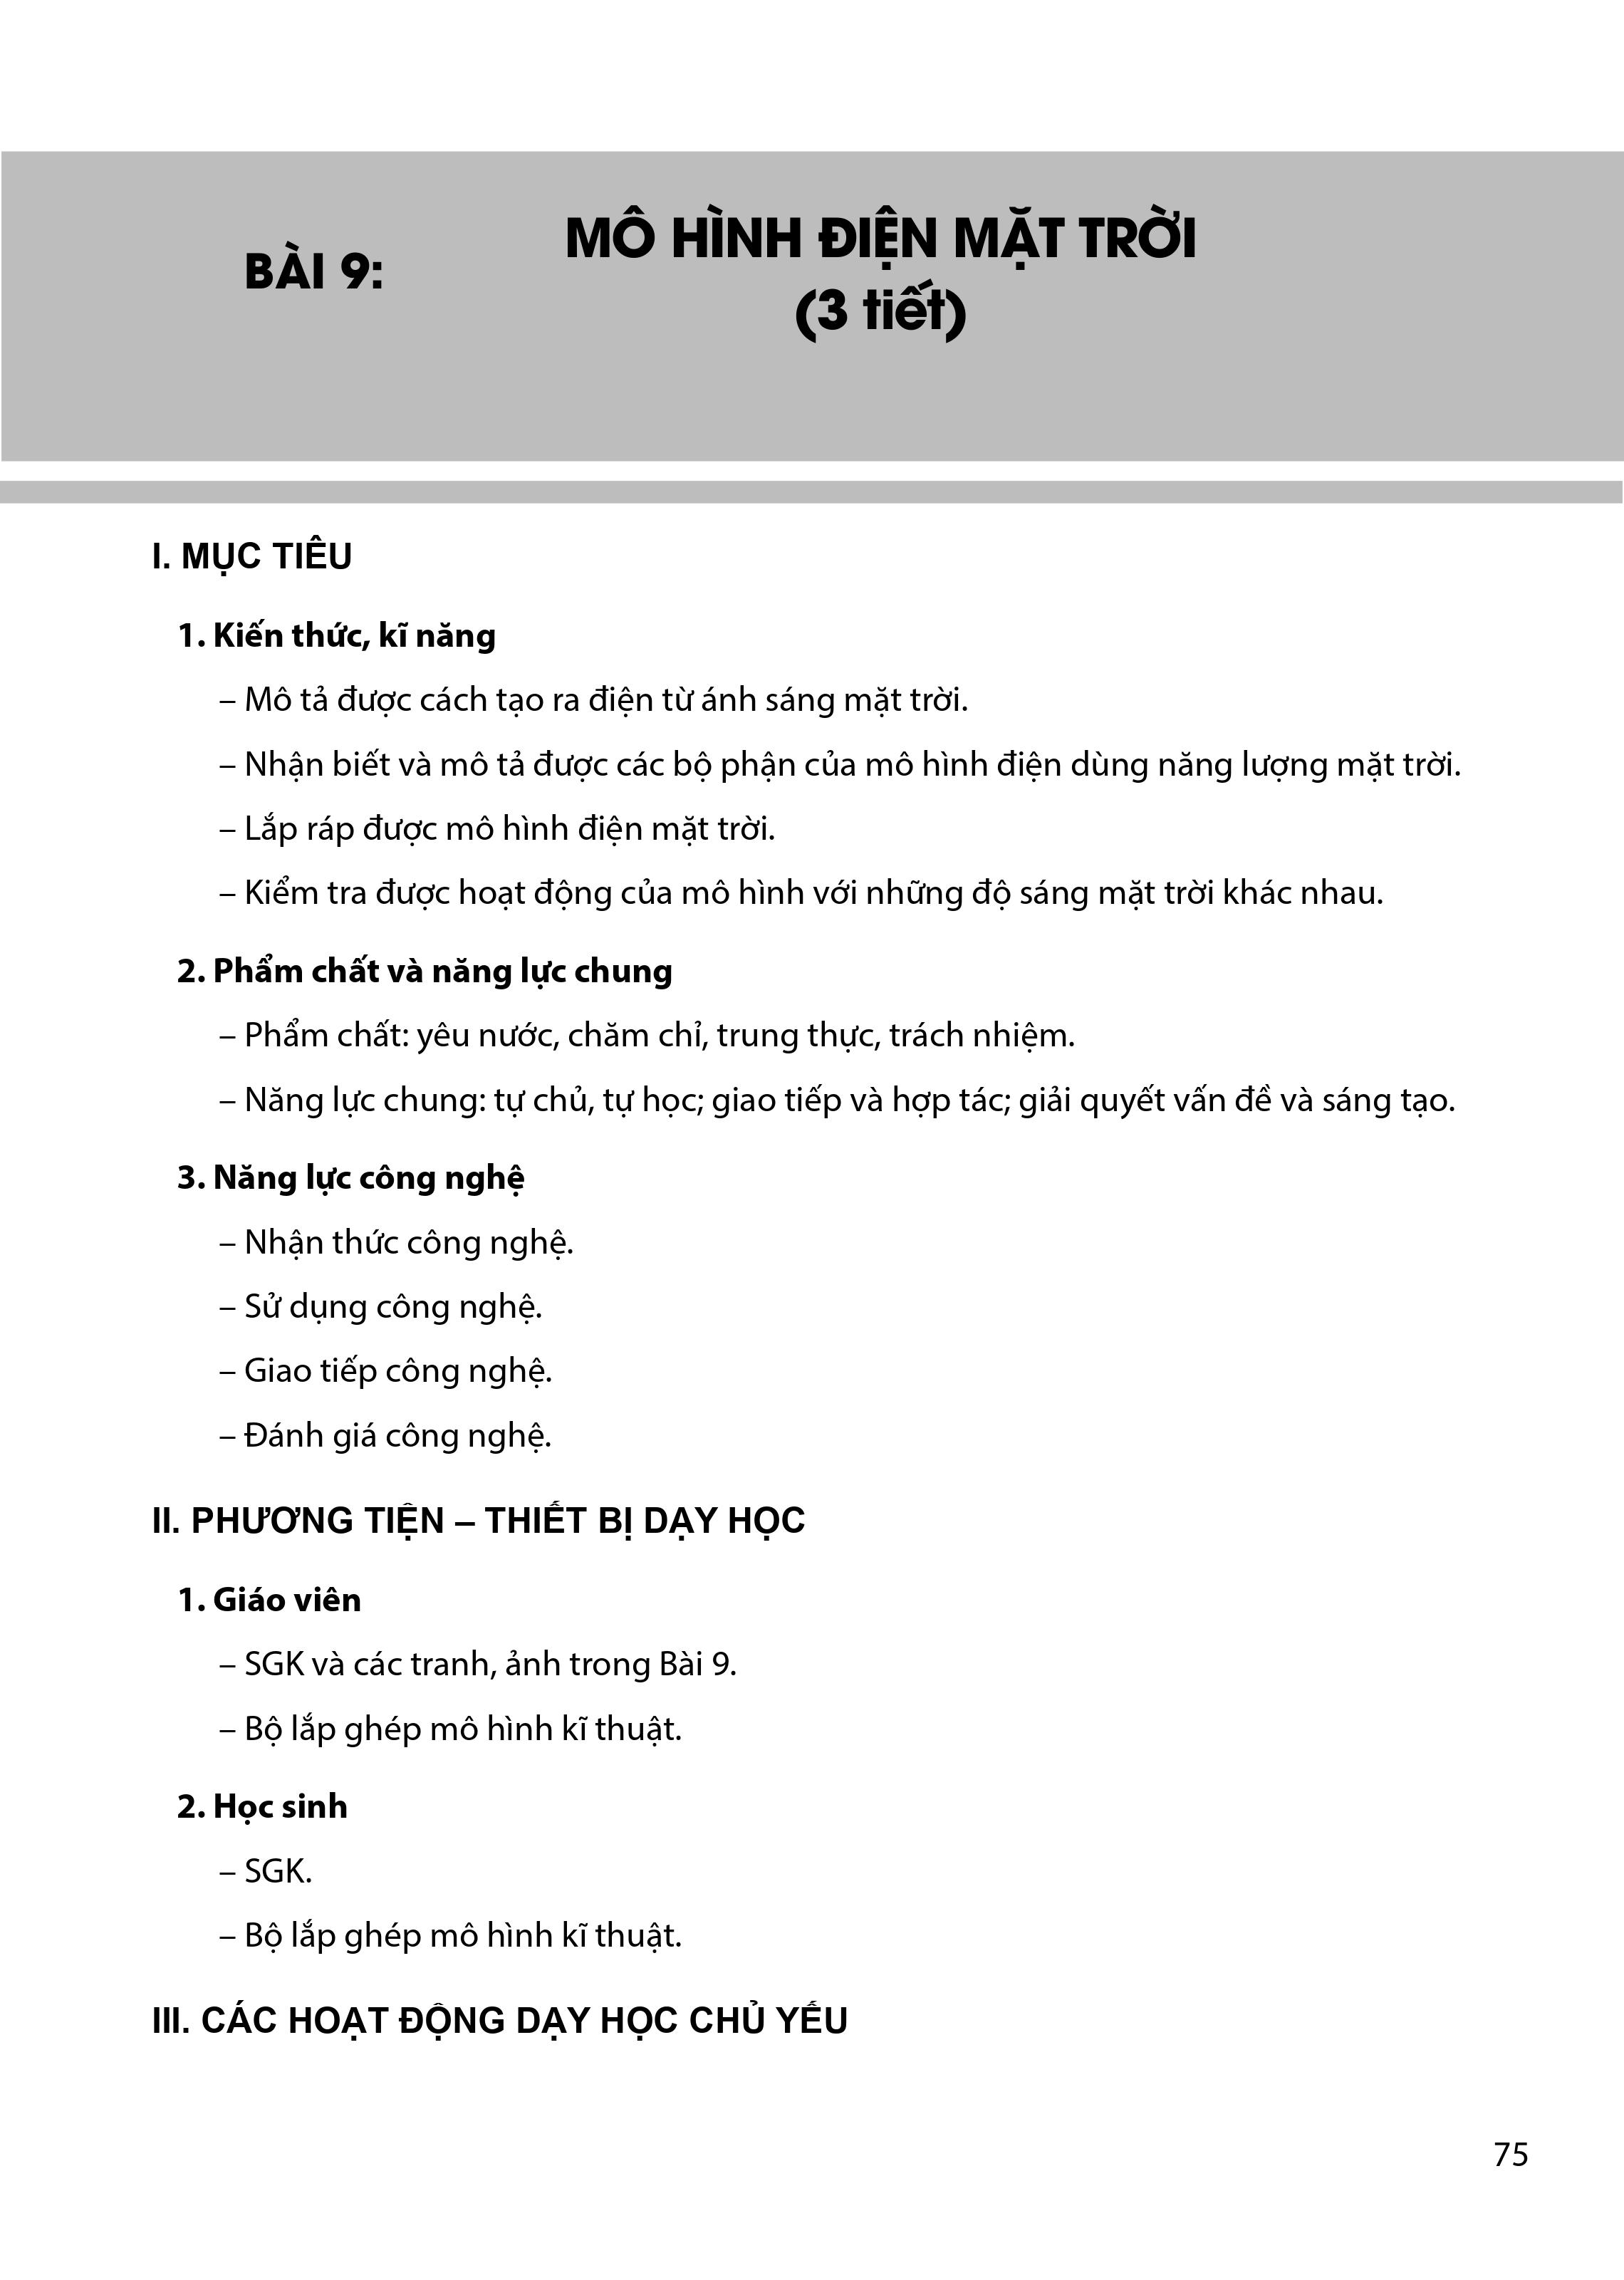 BÀI 9:
MÔ HÌNH ĐIỆN MẶT TRỜI
(3 tiết)
I. MỤC TIÊU
1. Kiến thức, kĩ năng
– Mô tả được cách tạo ra điện từ ánh sáng mặt trời.
– Nhận biết và mô tả được các bộ phận của mô hình điện dùng năng lượng mặt trời.
– Lắp ráp được mô hình điện mặt trời.
– Kiểm tra được hoạt động của mô hình với những độ sáng mặt trời khác nhau.
2. Phẩm chất và năng lực chung
– Phẩm chất: yêu nước, chăm chỉ, trung thực, trách nhiệm.
– Năng lực chung: tự chủ, tự học; giao tiếp và hợp tác; giải quyết vấn đề và sáng tạo.
3. Năng lực công nghệ
– Nhận thức công nghệ.
– Sử dụng công nghệ.
– Giao tiếp công nghệ.
– Đánh giá công nghệ.
II. PHƯƠNG TIỆN – THIẾT BỊ DẠY HỌC
1. Giáo viên
– SGK và các tranh, ảnh trong Bài 9.
– Bộ lắp ghép mô hình kĩ thuật.
2. Học sinh
– SGK.
– Bộ lắp ghép mô hình kĩ thuật.
III. CÁC HOẠT ĐỘNG DẠY HỌC CHỦ YẾU
75